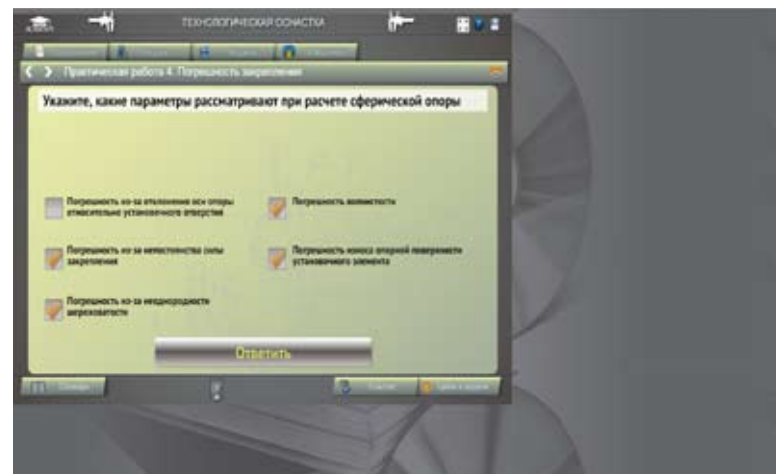 ТЕХНОЛОГИЧЕСКАЯ ОСНАСТКА
Практическая работа 4. Погрешность закрепления
Укажите, какие параметры рассматривают при расчете сферической опоры
Погрешность из-за отклонения оси опоры
относительно установочного отверстия
Погрешность волнистости
Погрешность из-за непостоянства силы
закрепления
Погрешность износа опорной поверхности
установочного элемента
Погрешность из-за неоднородности
шероховатости
Ответить